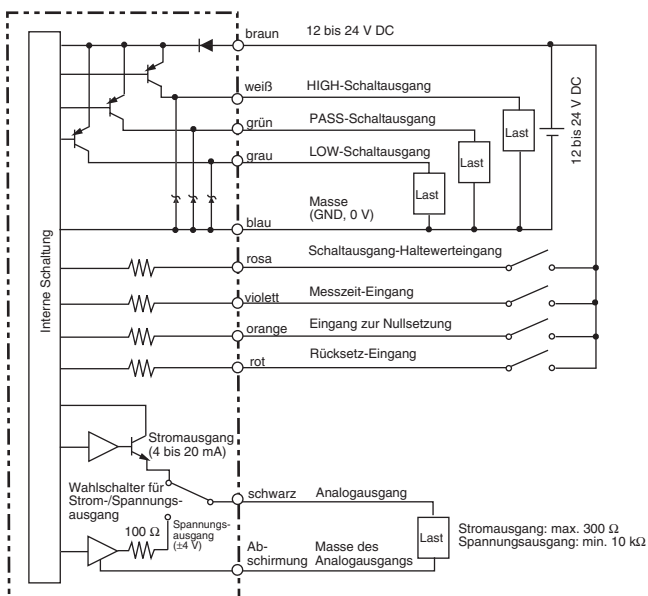 braun 12 bis 24 V DC
weiß HIGH-Schaltausgang
grün PASS-Schaltausgang
grau LOW-Schaltausgang
Last
Last
Last
12 bis 24 V DC
Masse
(GND, 0 V)
blau
Interne Schaltung
rosa Schaltausgang-Haltewerteingang
violett Messzeit-Eingang
orange Eingang zur Nullsetzung
rot Rücksetz-Eingang
Stromausgang
(4 bis 20 mA)
Wahlschalter für
Strom-/Spannungs-
ausgang
schwarz Analogausgang
100 Ω
Spannungs-
ausgang
(±4 V)
Ab-
schirmung
Masse des
Analogausgangs
Last
Stromausgang: max. 300 Ω
Spannungsausgang: min. 10 kΩ